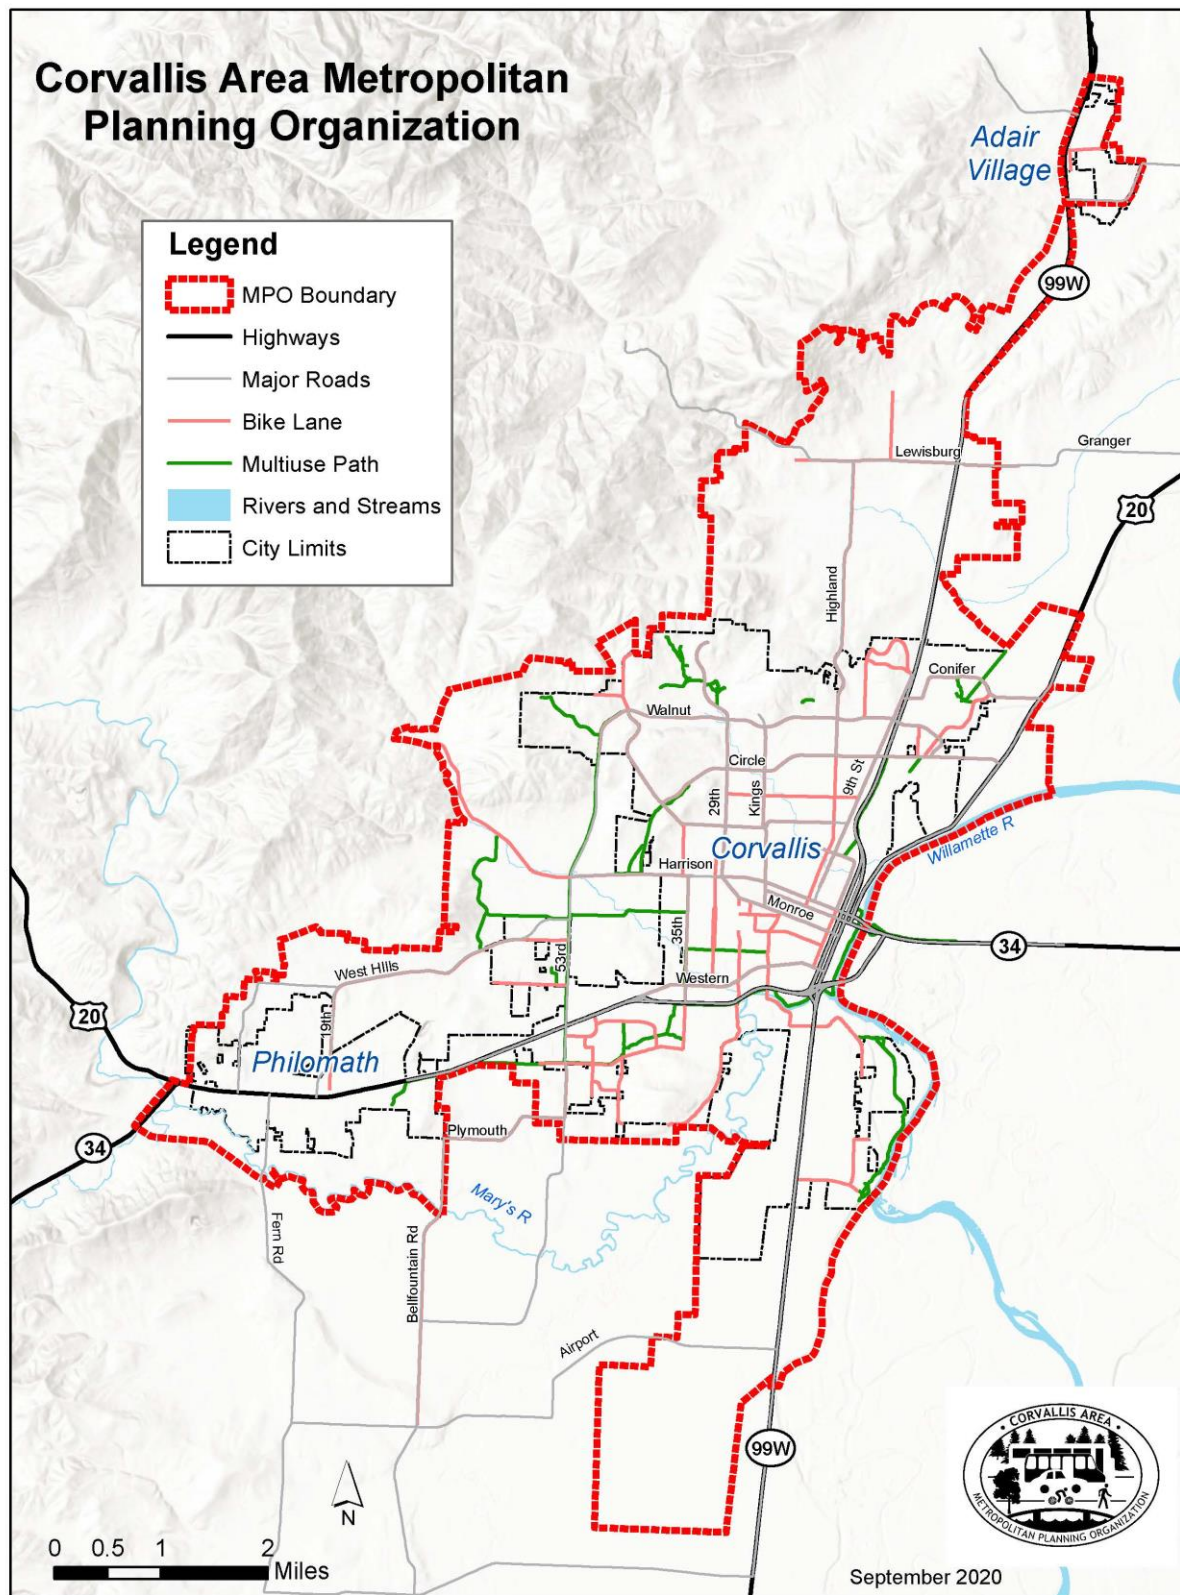 Corvallis Area Metropolitan
Planning Organization
Adair
Village
Legend
MPO Boundary
Highways
Major Roads
Bike Lane
Multiuse Path
Rivers and Streams
City Limits
99W
Granger
Lewisburg
20
Highland
Conifer
Walnut
Circle
9th St
29th
Kings
Corvallis
Willamette R
Harrison
Monroe
35th
53rd
34
West HIlls
Western
20
19th
Philomath
34
Plymouth
Mary's R
Fern Rd
Bellfountain Rd
Airport
99W
N
0 0.5 1 2
Miles
• CORVALLIS AREA •
METROPOLITAN PLANNING ORGANIZATION
September 2020